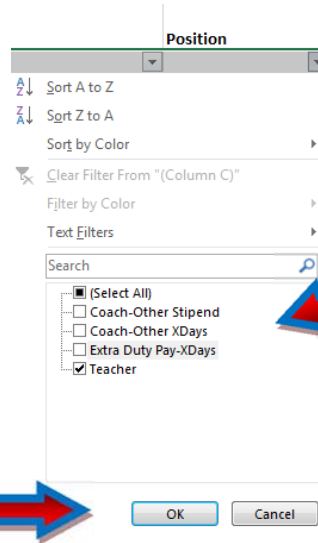 Position
Sort A to Z
Sort Z to A
Sort by Color
Clear Filter From "(Column C)"
Filter by Color
Text Filters
Search
(Select All)
Coach-Other Stipend
Coach-Other XDays
Extra Duty Pay-XDays
Teacher
OK Cancel